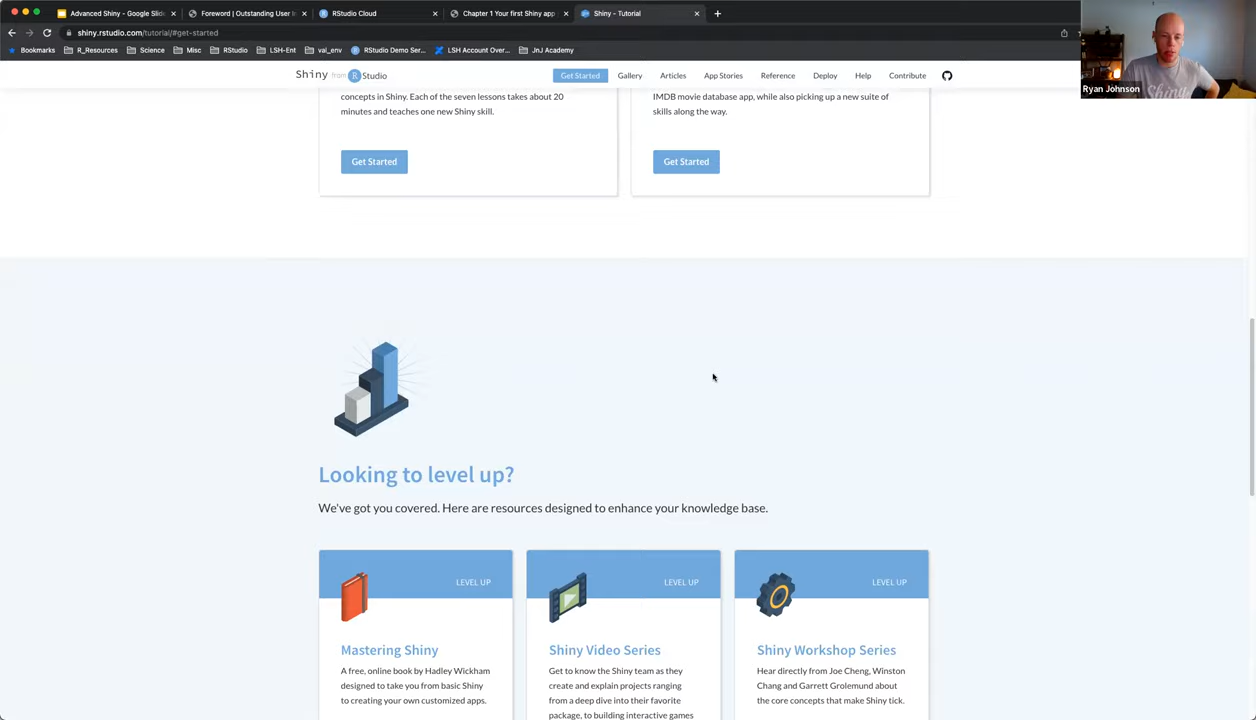 Advanced Shiny - Google Slide
Foreword | Outstanding User In
RStudio Cloud
Chapter 1 Your first Shiny app
Shiny - Tutorial
shiny.rstudio.com/tutorial/#get-started
Bookmarks
R_Resources
Science
Misc
RStudio
LSH-Ent
val_env
RStudio Demo Ser...
LSH Account Over...
JnJ Academy
Shiny from R Studio
Get Started
Gallery
Articles
App Stories
Reference
Deploy
Help
Contribute
Ryan Johnson
concepts in Shiny. Each of the seven lessons takes about 20
minutes and teaches one new Shiny skill.
Get Started
IMDB movie database app, while also picking up a new suite of
skills along the way.
Get Started
Looking to level up?
We've got you covered. Here are resources designed to enhance your knowledge base.
LEVEL UP
Mastering Shiny
A free, online book by Hadley Wickham
designed to take you from basic Shiny
to creating your own customized apps.
LEVEL UP
Shiny Video Series
Get to know the Shiny team as they
create and explain projects ranging
from a deep dive into their favorite
package, to building interactive games
LEVEL UP
Shiny Workshop Series
Hear directly from Joe Cheng, Winston
Chang and Garrett Grolemund about
the core concepts that make Shiny tick.